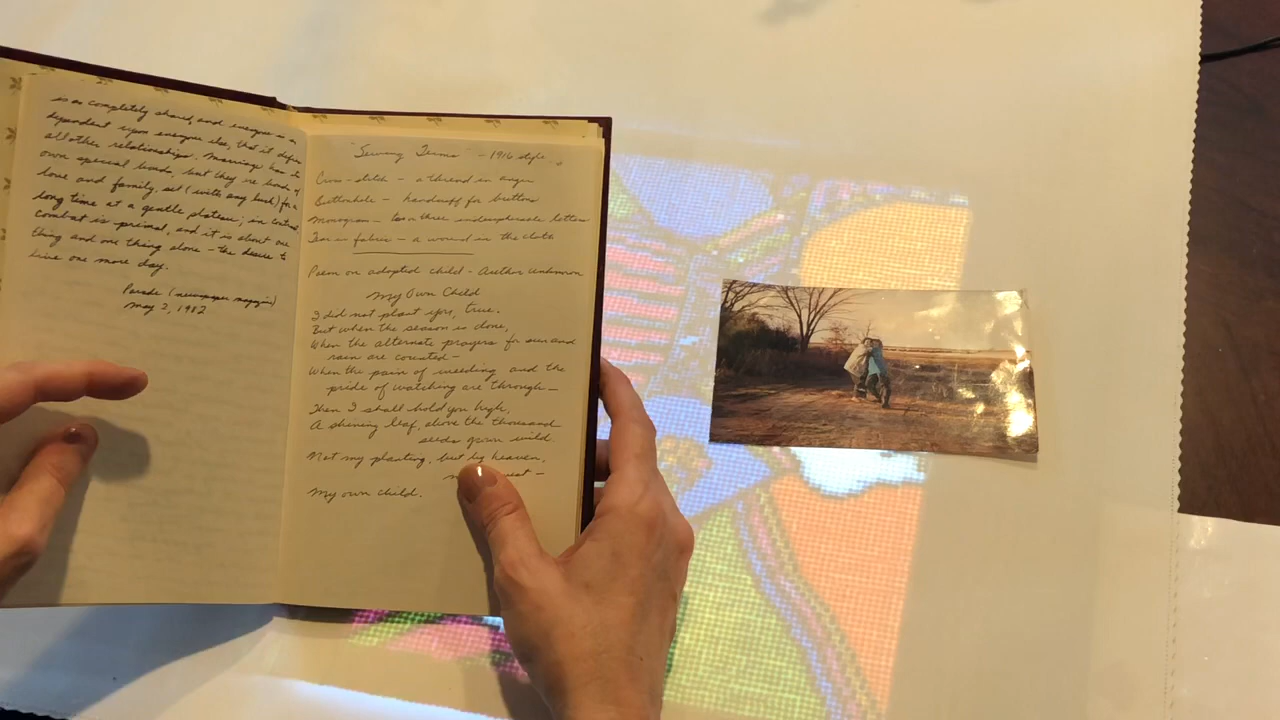 is so completely shared, and everyone is so
dependent upon everyone else, that it defies
all other relationships. Marriage has its
own special bonds, but they're bonds of
love and family, set (with any luck) for a
long time at a gentle plateau; in contrast
combat is primal, and it is about one
thing and one thing alone - the desire to
live one more day.
Parade (newspaper magazine)
May 2, 1982
"Sewing Terms" - 1916 style.
Cross-stitch - a thread in anger
Buttonhole - handcuff for buttons
Monogram - two or three indispensable letters
Tear in fabric - a wound in the cloth
Poem on adopted child - Author unknown
My Own Child
I did not plant you, true.
But when the season is done,
When the alternate prayers for sun and
rain are counted -
When the pain of weeding and the
pride of watching are through -
Then I shall hold you high,
A shining leaf, above the thousand
seeds grown wild.
Not my planting, but by heaven,
My own child.